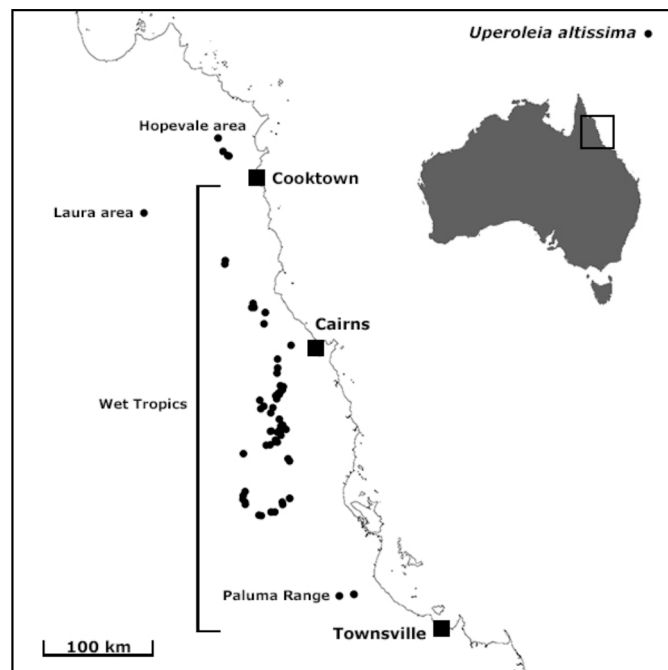 Uperoleia altissima
Hopevale area
Cooktown
Laura area
Cairns
Wet Tropics
Paluma Range
Townsville
100 km